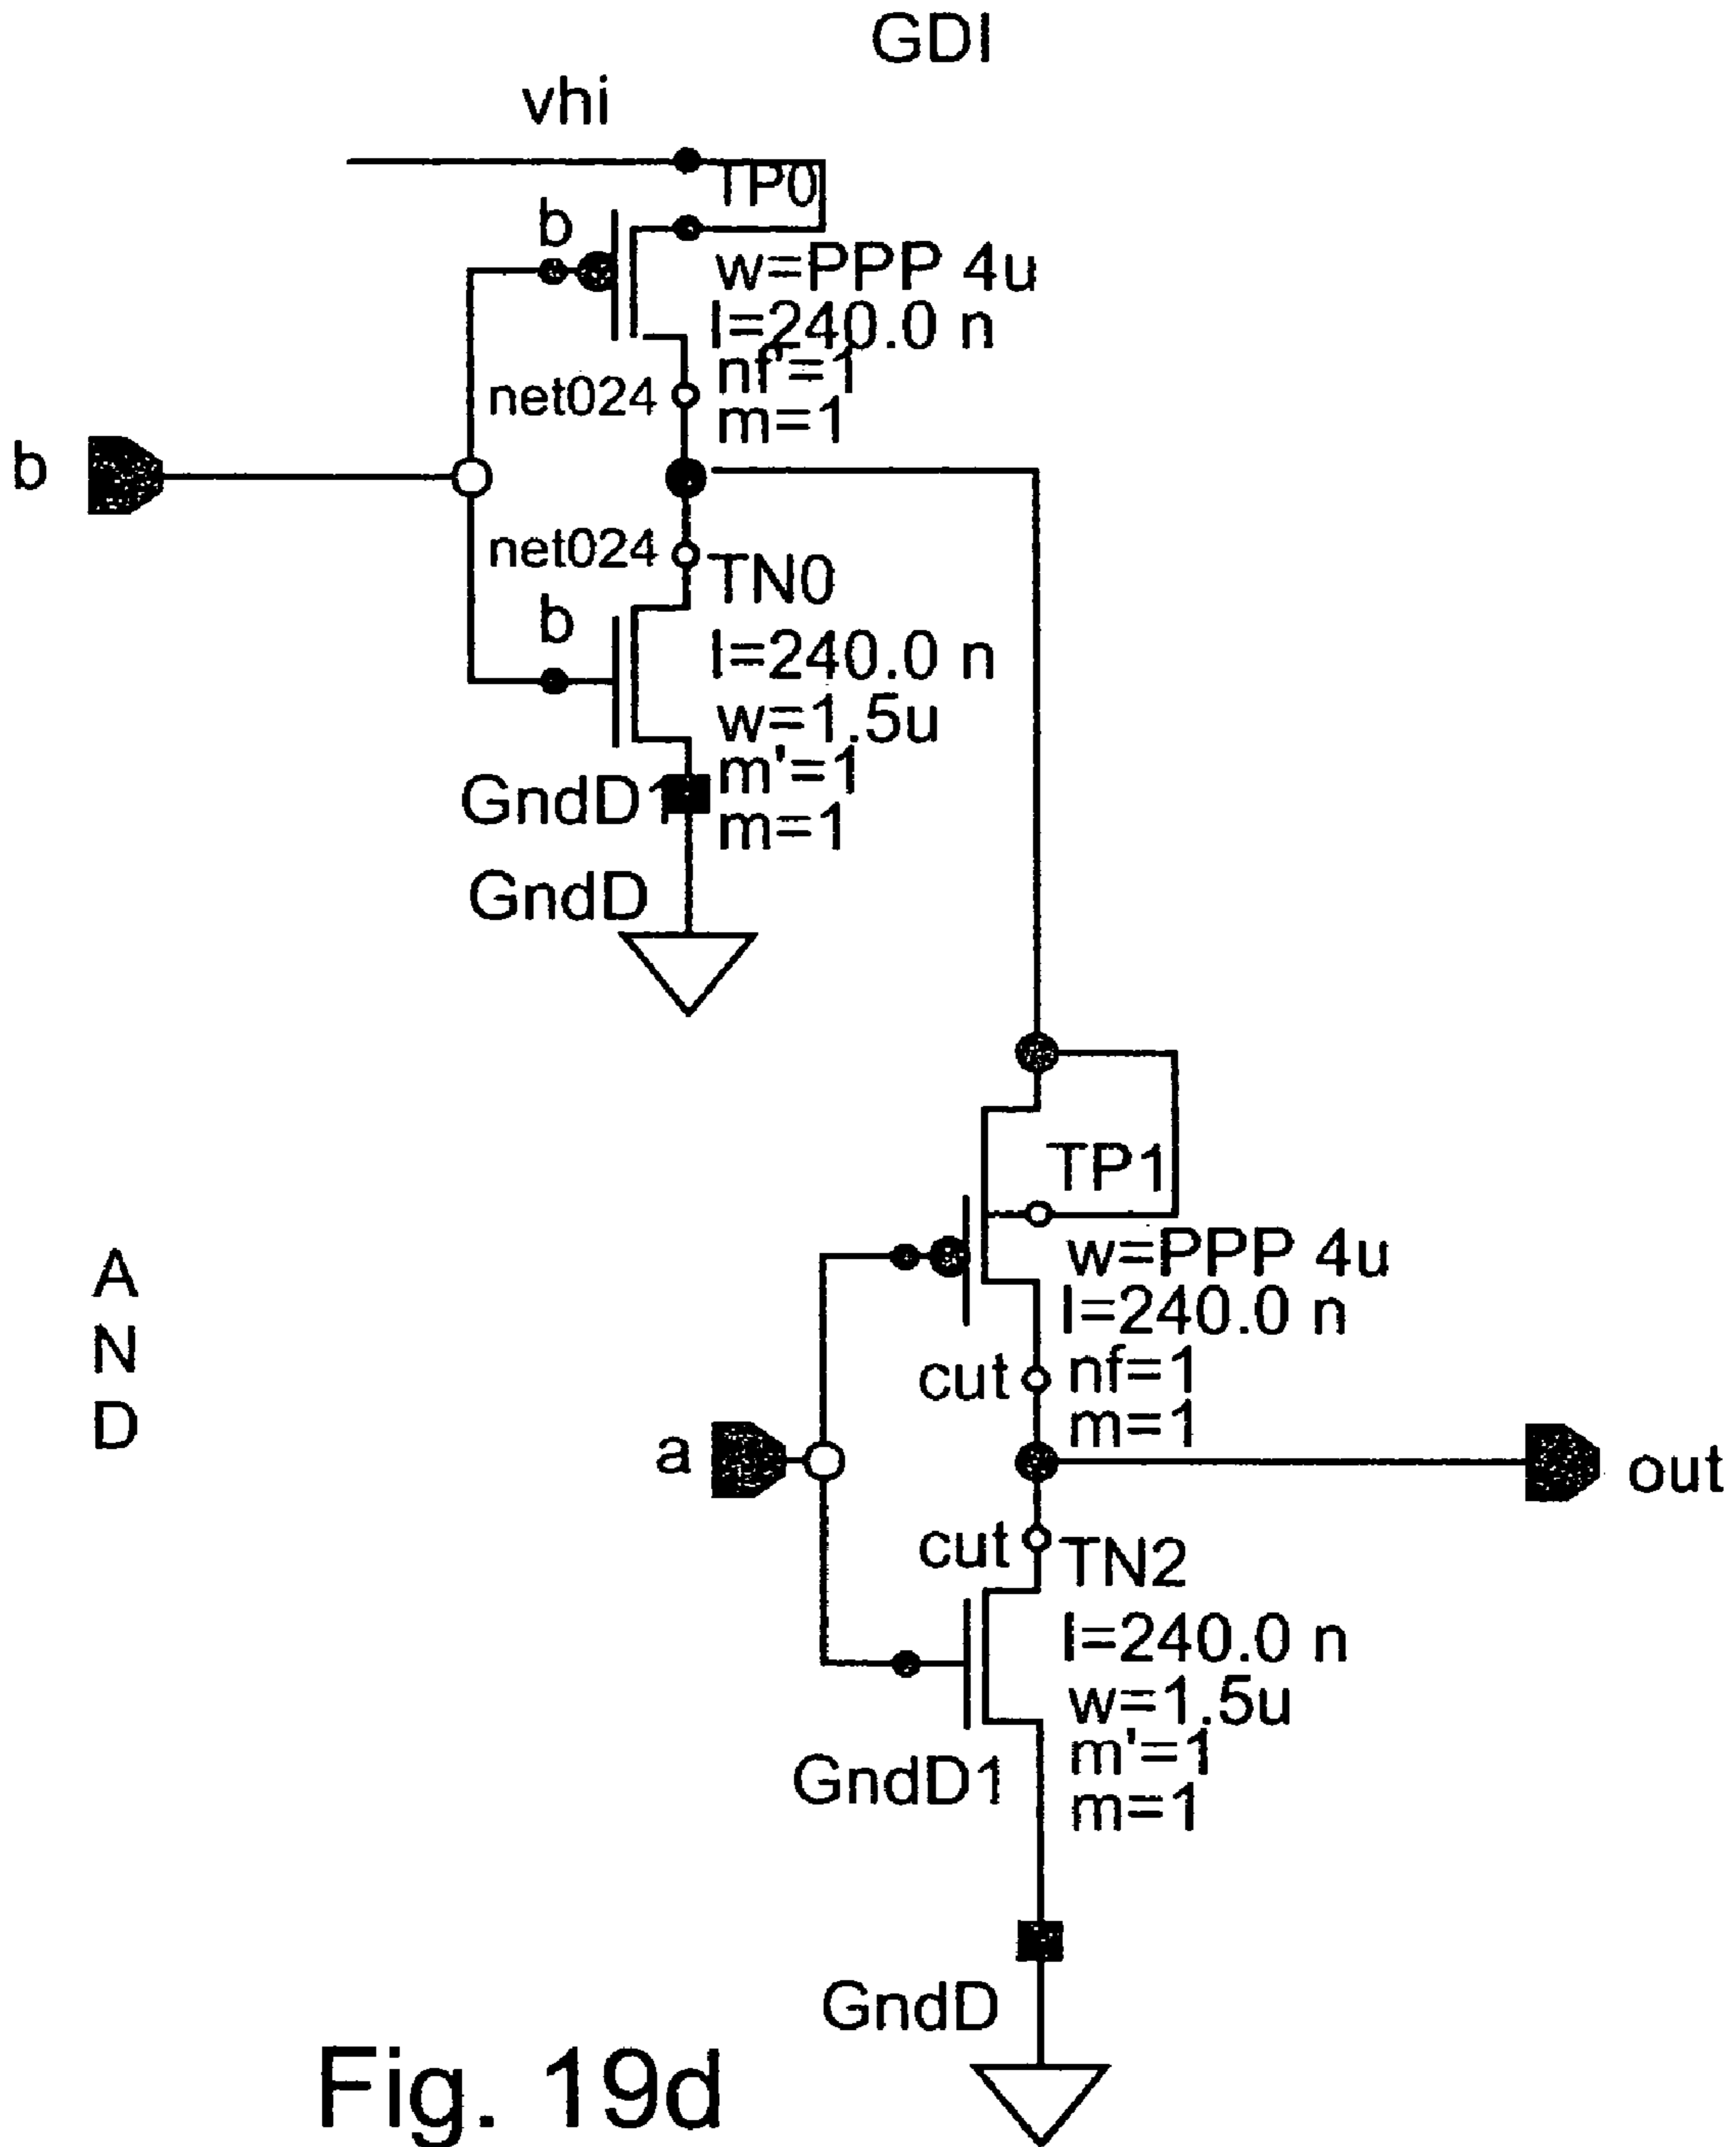 GDI
vhi
TP0
b
w=PPP 4u
l=240.0 n
nf'=1
net024
m=1
b
net024
TN0
b
l=240.0 n
w=1.5u
m'=1
GndD1
m=1
GndD
TP1
w=PPP 4u
l=240.0 n
A
N
D
nf=1
cut
m=1
a
out
cut
TN2
l=240.0 n
w=1.5u
m'=1
GndD1
m=1
GndD
Fig. 19d